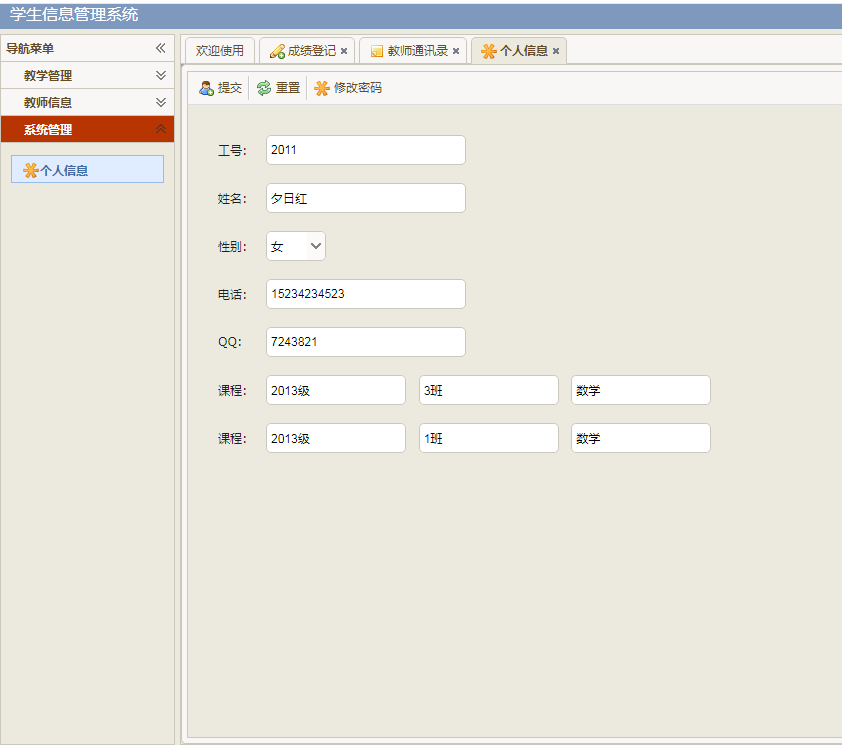 学生信息管理系统
导航菜单
教学管理
教师信息
系统管理
个人信息
欢迎使用 成绩登记 教师通讯录 个人信息
提交 重置 修改密码
工号: 2011
姓名: 夕日红
性别: 女
电话: 15234234523
QQ: 7243821
课程: 2013级 3班 数学
课程: 2013级 1班 数学